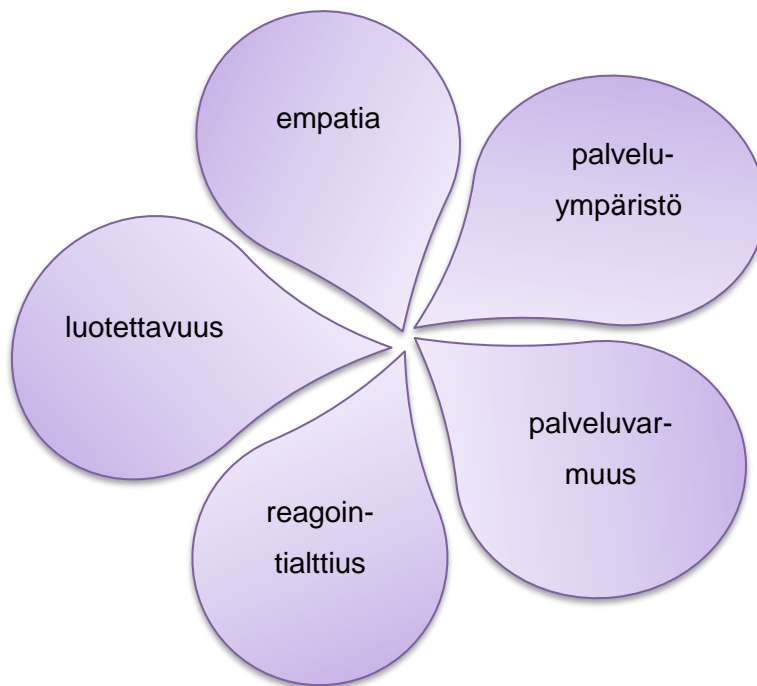 empatia
palvelu-
ympäristö
luotettavuus
palveluvar-
muus
reagoin-
tialttius